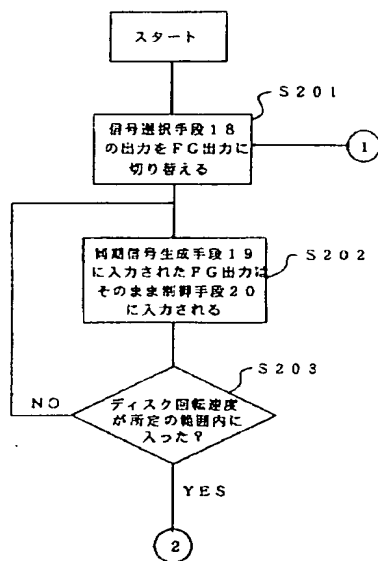 スタート
S201
信号選択手段18
の出力をFG出力に
切り替える
1
同期信号生成手段19
に入力されたFG出力は
そのまま制御手段20
に入力される
S202
S203
NO
ディスク回転速度
が所定の範囲内に
入った?
YES
2